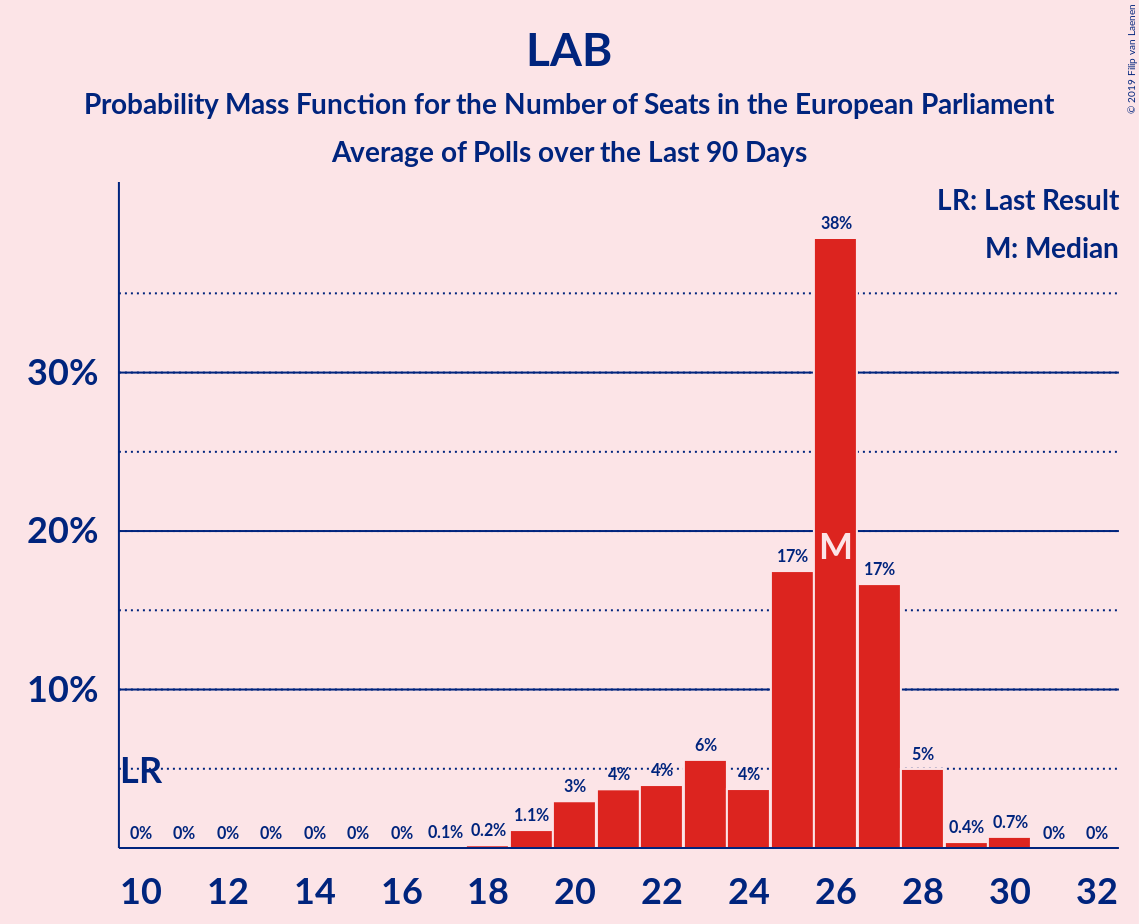 LAB
Probability Mass Function for the Number of Seats in the European Parliament
Average of Polls over the Last 90 Days
© 2019 Filip van Laenen
LR: Last Result
M: Median
30%
20%
10%
LR
M
0% 0% 0% 0% 0% 0% 0% 0.1% 0.2% 1.1% 3% 4% 4% 6% 4% 17% 38% 17% 5% 0.4% 0.7% 0% 0%
10 12 14 16 18 20 22 24 26 28 30 32